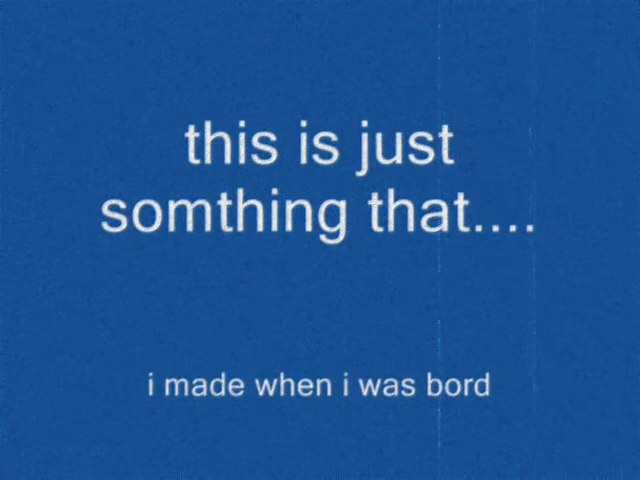 this is just
somthing that....
i made when i was bord